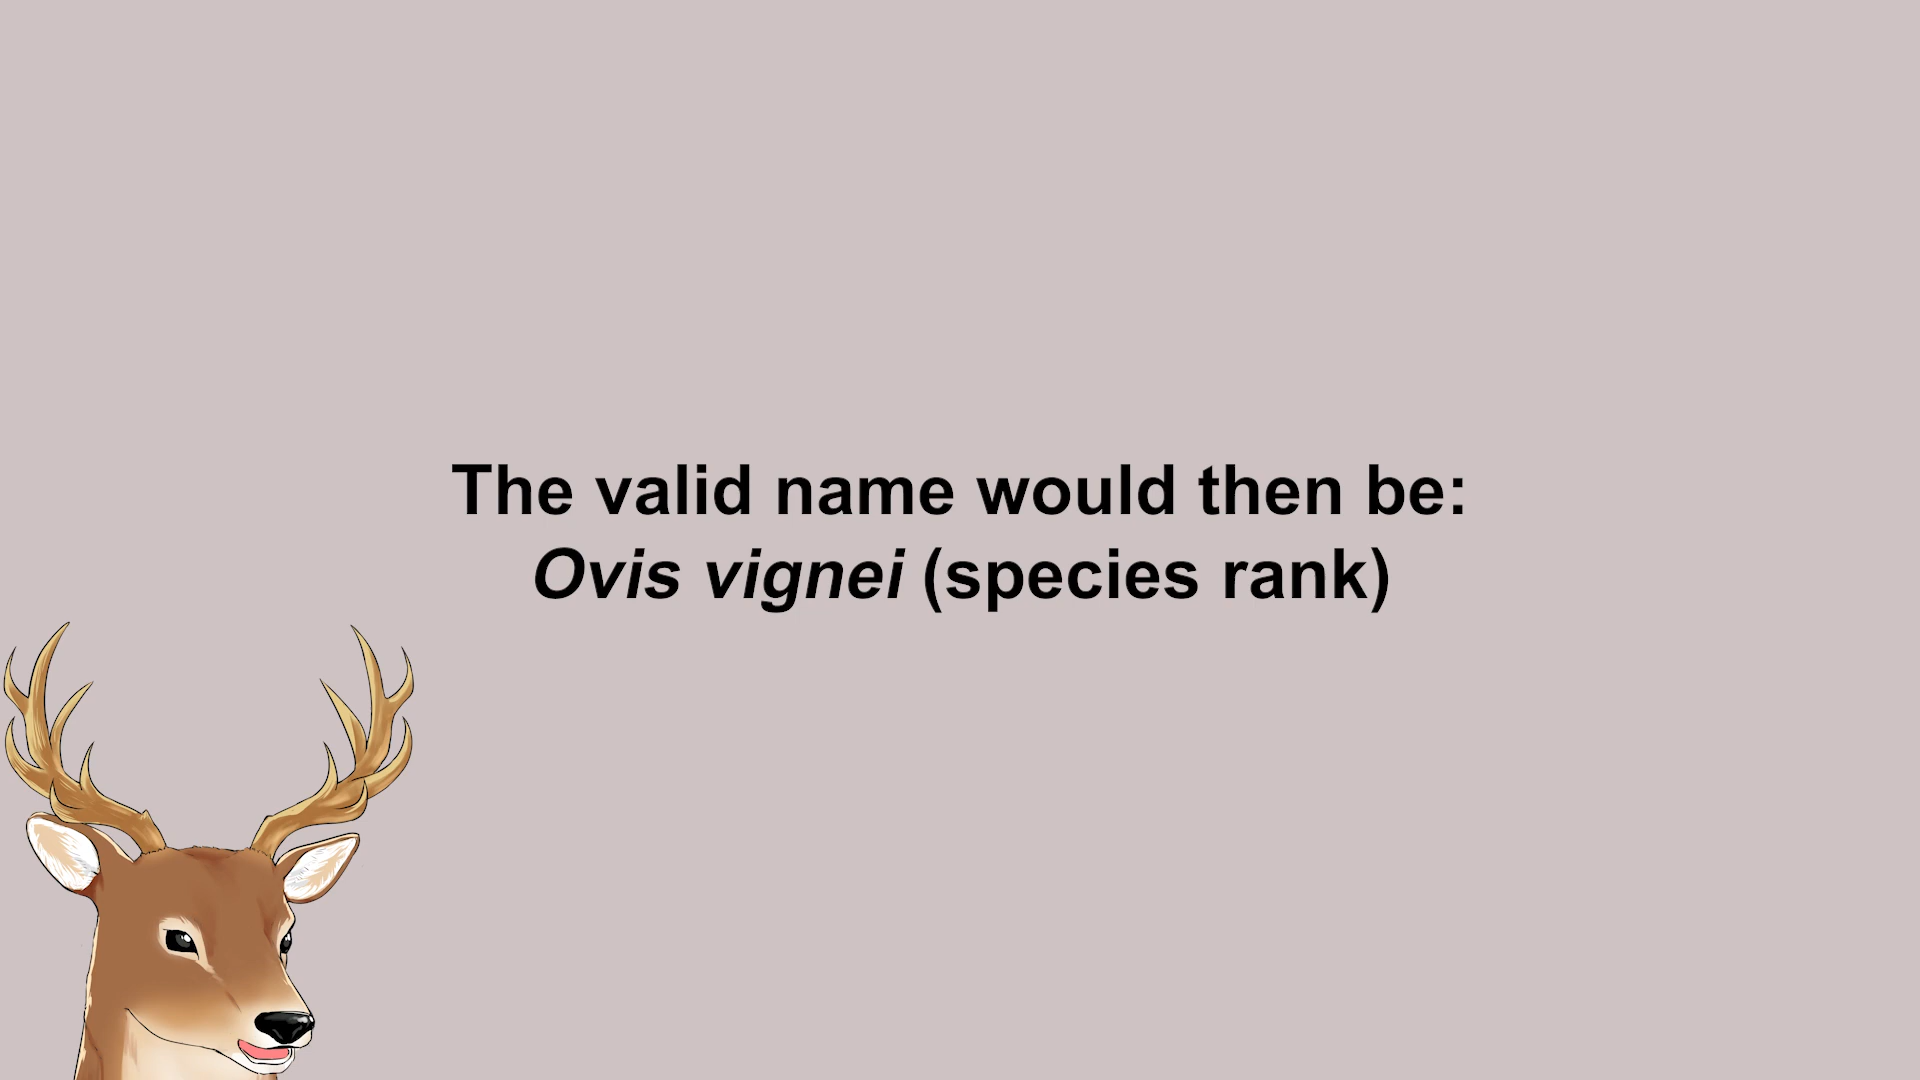 The valid name would then be:
Ovis vignei (species rank)